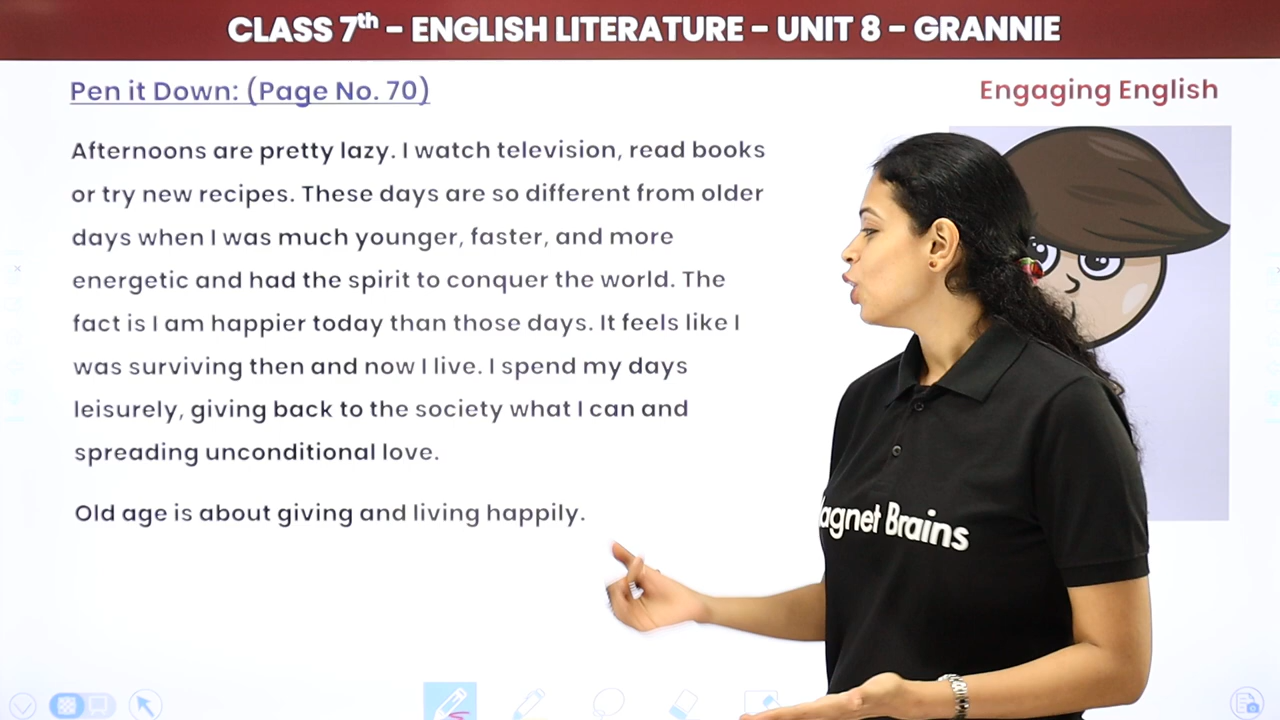 CLASS 7th - ENGLISH LITERATURE - UNIT 8 - GRANNIE
Pen it Down: (Page No. 70)
Engaging English
Afternoons are pretty lazy. I watch television, read books
or try new recipes. These days are so different from older
days when I was much younger, faster, and more
energetic and had the spirit to conquer the world. The
fact is I am happier today than those days. It feels like I
was surviving then and now I live. I spend my days
leisurely, giving back to the society what I can and
spreading unconditional love.
Old age is about giving and living happily.
agnet Brains